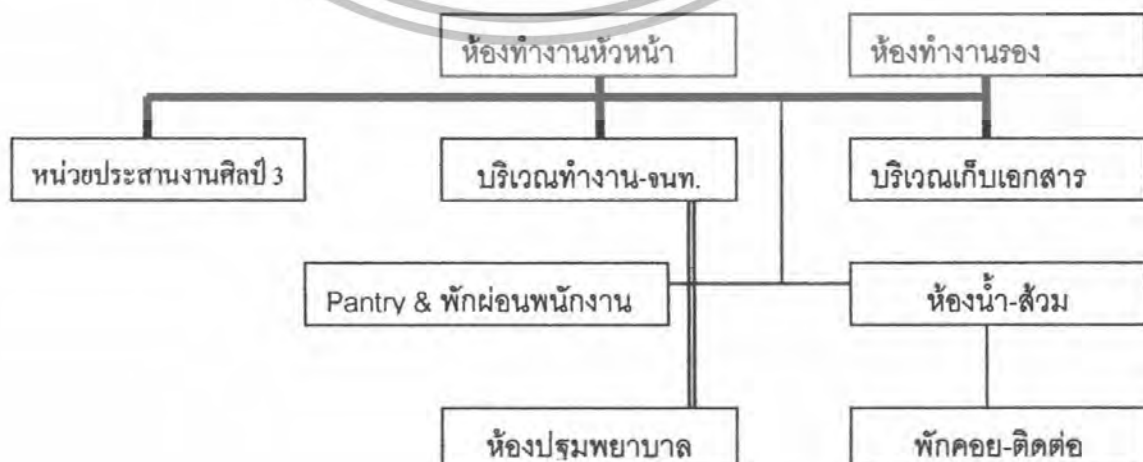 ห้องทำงานหัวหน้า
ห้องทำงานรอง
หน่วยประสานงานศิลป์ 3
บริเวณทำงาน-จนท.
บริเวณเก็บเอกสาร
Pantry & พักผ่อนพนักงาน
ห้องน้ำ-ส้วม
ห้องปฐมพยาบาล
พักคอย-ติดต่อ